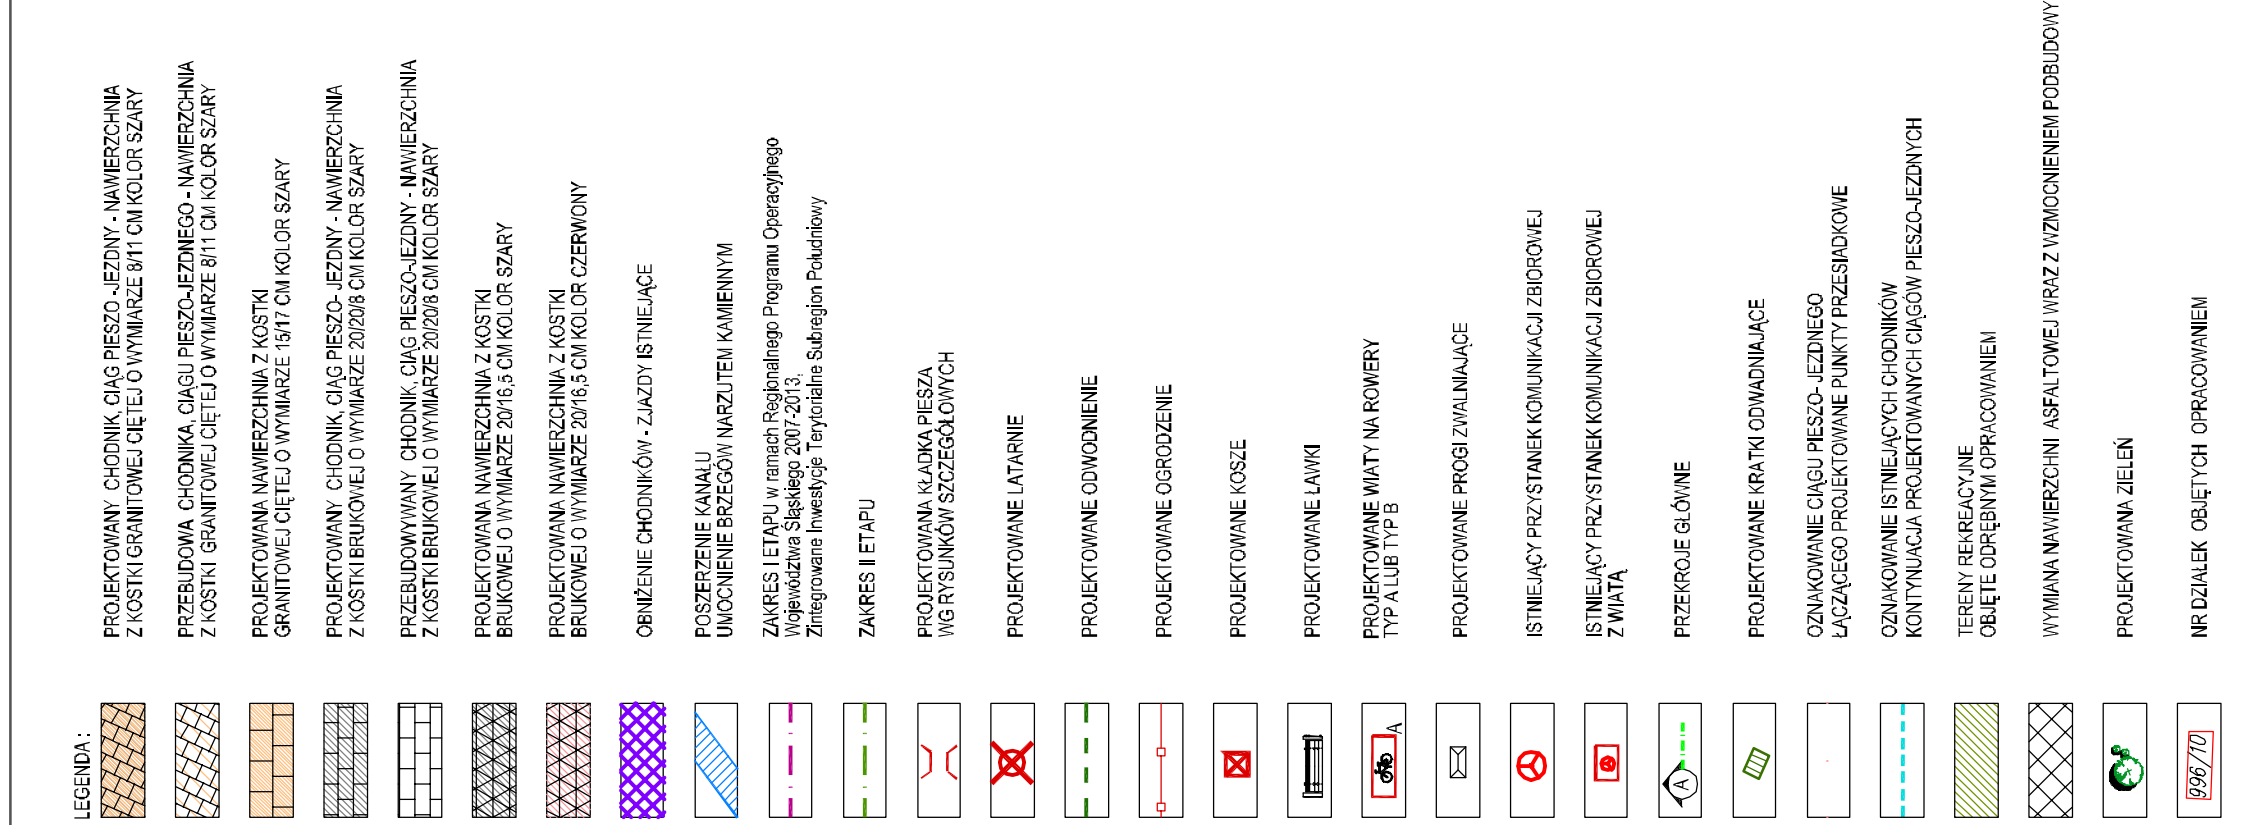 LEGENDA :
PROJEKTOWANY CHODNIK, CIĄG PIESZO -JEZDNY - NAWIERZCHNIA
Z KOSTKI GRANITOWEJ CIĘTEJ O WYMIARZE 8/11 CM KOLOR SZARY
PRZEBUDOWA CHODNIKA, CIĄGU PIESZO-JEZDNEGO - NAWIERZCHNIA
Z KOSTKI GRANITOWEJ CIĘTEJ O WYMIARZE 8/11 CM KOLOR SZARY
PROJEKTOWANA NAWIERZCHNIA Z KOSTKI
GRANITOWEJ CIĘTEJ O WYMIARZE 15/17 CM KOLOR SZARY
PROJEKTOWANY CHODNIK, CIĄG PIESZO- JEZDNY - NAWIERZCHNIA
Z KOSTKI BRUKOWEJ O WYMIARZE 20/20/8 CM KOLOR SZARY
PRZEBUDOWYWANY CHODNIK, CIĄG PIESZO-JEZDNY - NAWIERZCHNIA
Z KOSTKI BRUKOWEJ O WYMIARZE 20/20/8 CM KOLOR SZARY
PROJEKTOWANA NAWIERZCHNIA Z KOSTKI
BRUKOWEJ O WYMIARZE 20/16,5 CM KOLOR SZARY
PROJEKTOWANA NAWIERZCHNIA Z KOSTKI
BRUKOWEJ O WYMIARZE 20/16,5 CM KOLOR CZERWONY
OBNIŻENIE CHODNIKÓW - ZJAZDY ISTNIEJĄCE
POSZERZENIE KANAŁU
UMOCNIENIE BRZEGÓW NARZUTEM KAMIENNYM
ZAKRES I ETAPU w ramach Regionalnego Programu Operacyjnego
Województwa Śląskiego 2007-2013,
Zintegrowane Inwestycje Terytorialne Subregion Południowy
ZAKRES II ETAPU
PROJEKTOWANA KŁADKA PIESZA
WG RYSUNKÓW SZCZEGÓŁOWYCH
PROJEKTOWANE LATARNIE
PROJEKTOWANE ODWODNIENIE
PROJEKTOWANE OGRODZENIE
PROJEKTOWANE KOSZE
PROJEKTOWANE ŁAWKI
A
PROJEKTOWANE WIATY NA ROWERY
TYP A LUB TYP B
PROJEKTOWANE PROGI ZWALNIAJĄCE
ISTNIEJĄCY PRZYSTANEK KOMUNIKACJI ZBIOROWEJ
ISTNIEJĄCY PRZYSTANEK KOMUNIKACJI ZBIOROWEJ
Z WIATĄ
A
PRZEKROJE GŁÓWNE
PROJEKTOWANE KRATKI ODWADNIAJĄCE
OZNAKOWANIE CIĄGU PIESZO- JEZDNEGO
ŁĄCZĄCEGO PROJEKTOWANE PUNKTY PRZESIADKOWE
OZNAKOWANIE ISTNIEJĄCYCH CHODNIKÓW
KONTYNUACJA PROJEKTOWANYCH CIĄGÓW PIESZO-JEZDNYCH
TERENY REKREACYJNE
OBJĘTE ODRĘBNYM OPRACOWANIEM
WYMIANA NAWIERZCHNI ASFALTOWEJ WRAZ Z WZMOCNIENIEM PODBUDOWY
PROJEKTOWANA ZIELEŃ
996/10
NR DZIAŁEK OBJĘTYCH OPRACOWANIEM